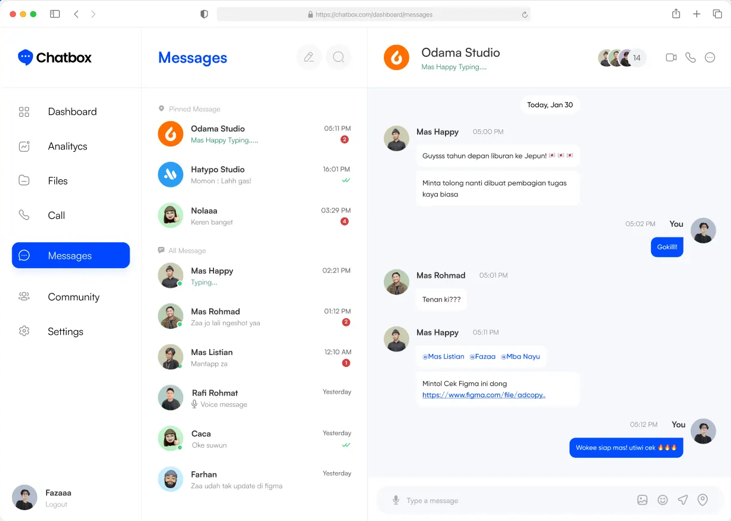 https://chatbox.com/dashboard/messages
Chatbox
Dashboard
Analitycs
Files
Call
Messages
Community
Settings
Fazaaa
Logout
Messages
Pinned Message
Odama Studio
05:11 PM
Mas Happy Typing.....
2
Hatypo Studio
16:01 PM
Momon : Lahh gas!
Nolaaa
03:29 PM
Keren banget
4
All Message
Mas Happy
02:21 PM
Typing...
Mas Rohmad
01:12 PM
Zaa jo lali ngeshot yaa
2
Mas Listian
12:10 AM
Mantapp za
1
Rafi Rohmat
Yesterday
Voice message
Caca
Yesterday
Oke suwun
Farhan
Yesterday
Zaa udah tak update di figma
Odama Studio
Mas Happy Typing.....
14
Today, Jan 30
Mas Happy 05:00 PM
Guysss tahun depan liburan ke Jepun! 🇯🇵 🇯🇵 🇯🇵
Minta tolong nanti dibuat pembagian tugas
kaya biasa
05:02 PM You
Gokill!!
Mas Rohmad 05:01 PM
Tenan ki???
Mas Happy 05:11 PM
@Mas Listian @Fazaa @Mba Nayu
Mintol Cek Figma ini dong
https://www.figma.com/file/adcopy..
05:12 PM You
Wokee siap mas! utiwi cek 🔥🔥🔥
Type a message